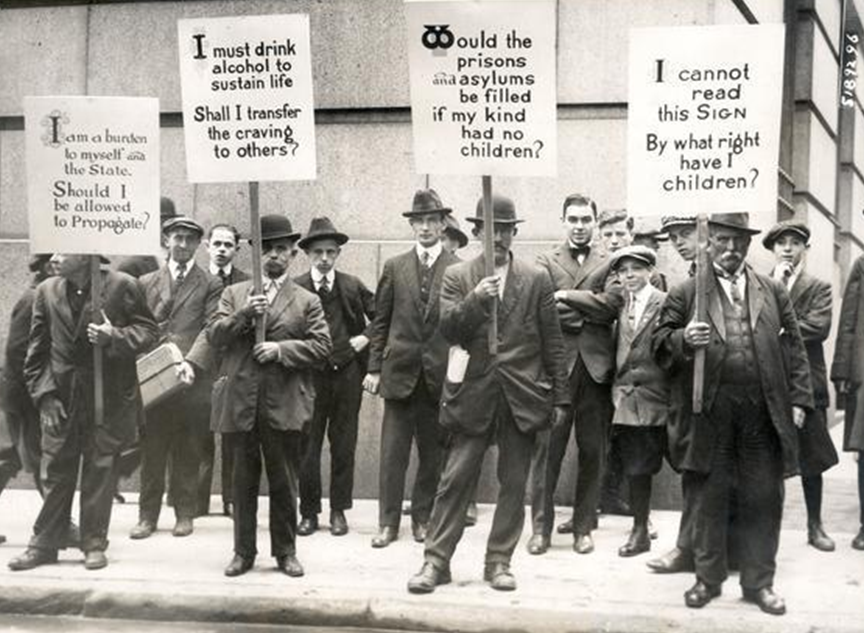 I am a burden
to myself and
the State.
Should I
be allowed
to Propagate?
I must drink
alcohol to
sustain life
Shall I transfer
the craving
to others?
Would the
prisons
and asylums
be filled
if my kind
had no
children?
I cannot
read
this SIGN
By what right
have I
children?